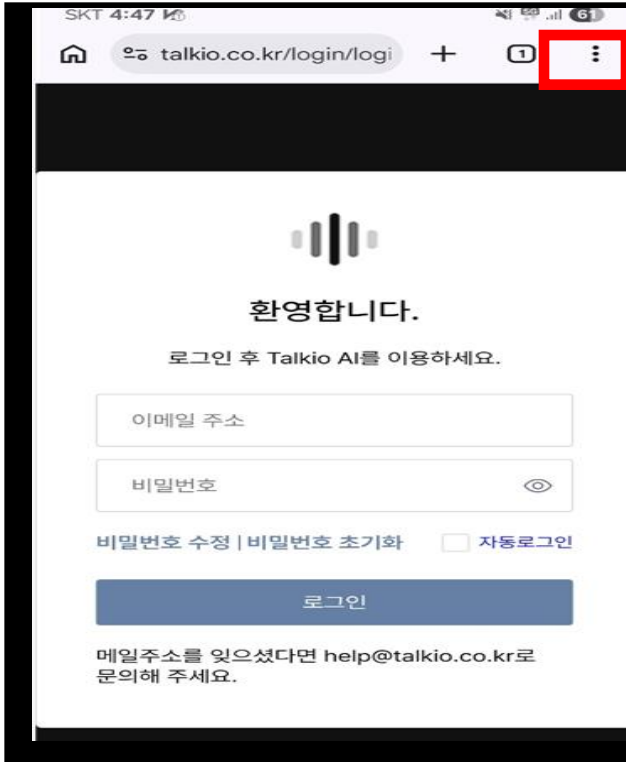 SKT 4:47
61
talkio.co.kr/login/logi
1
환영합니다.
로그인 후 Talkio AI를 이용하세요.
이메일 주소
비밀번호
비밀번호 수정 | 비밀번호 초기화 자동로그인
로그인
메일주소를 잊으셨다면 help@talkio.co.kr로
문의해 주세요.